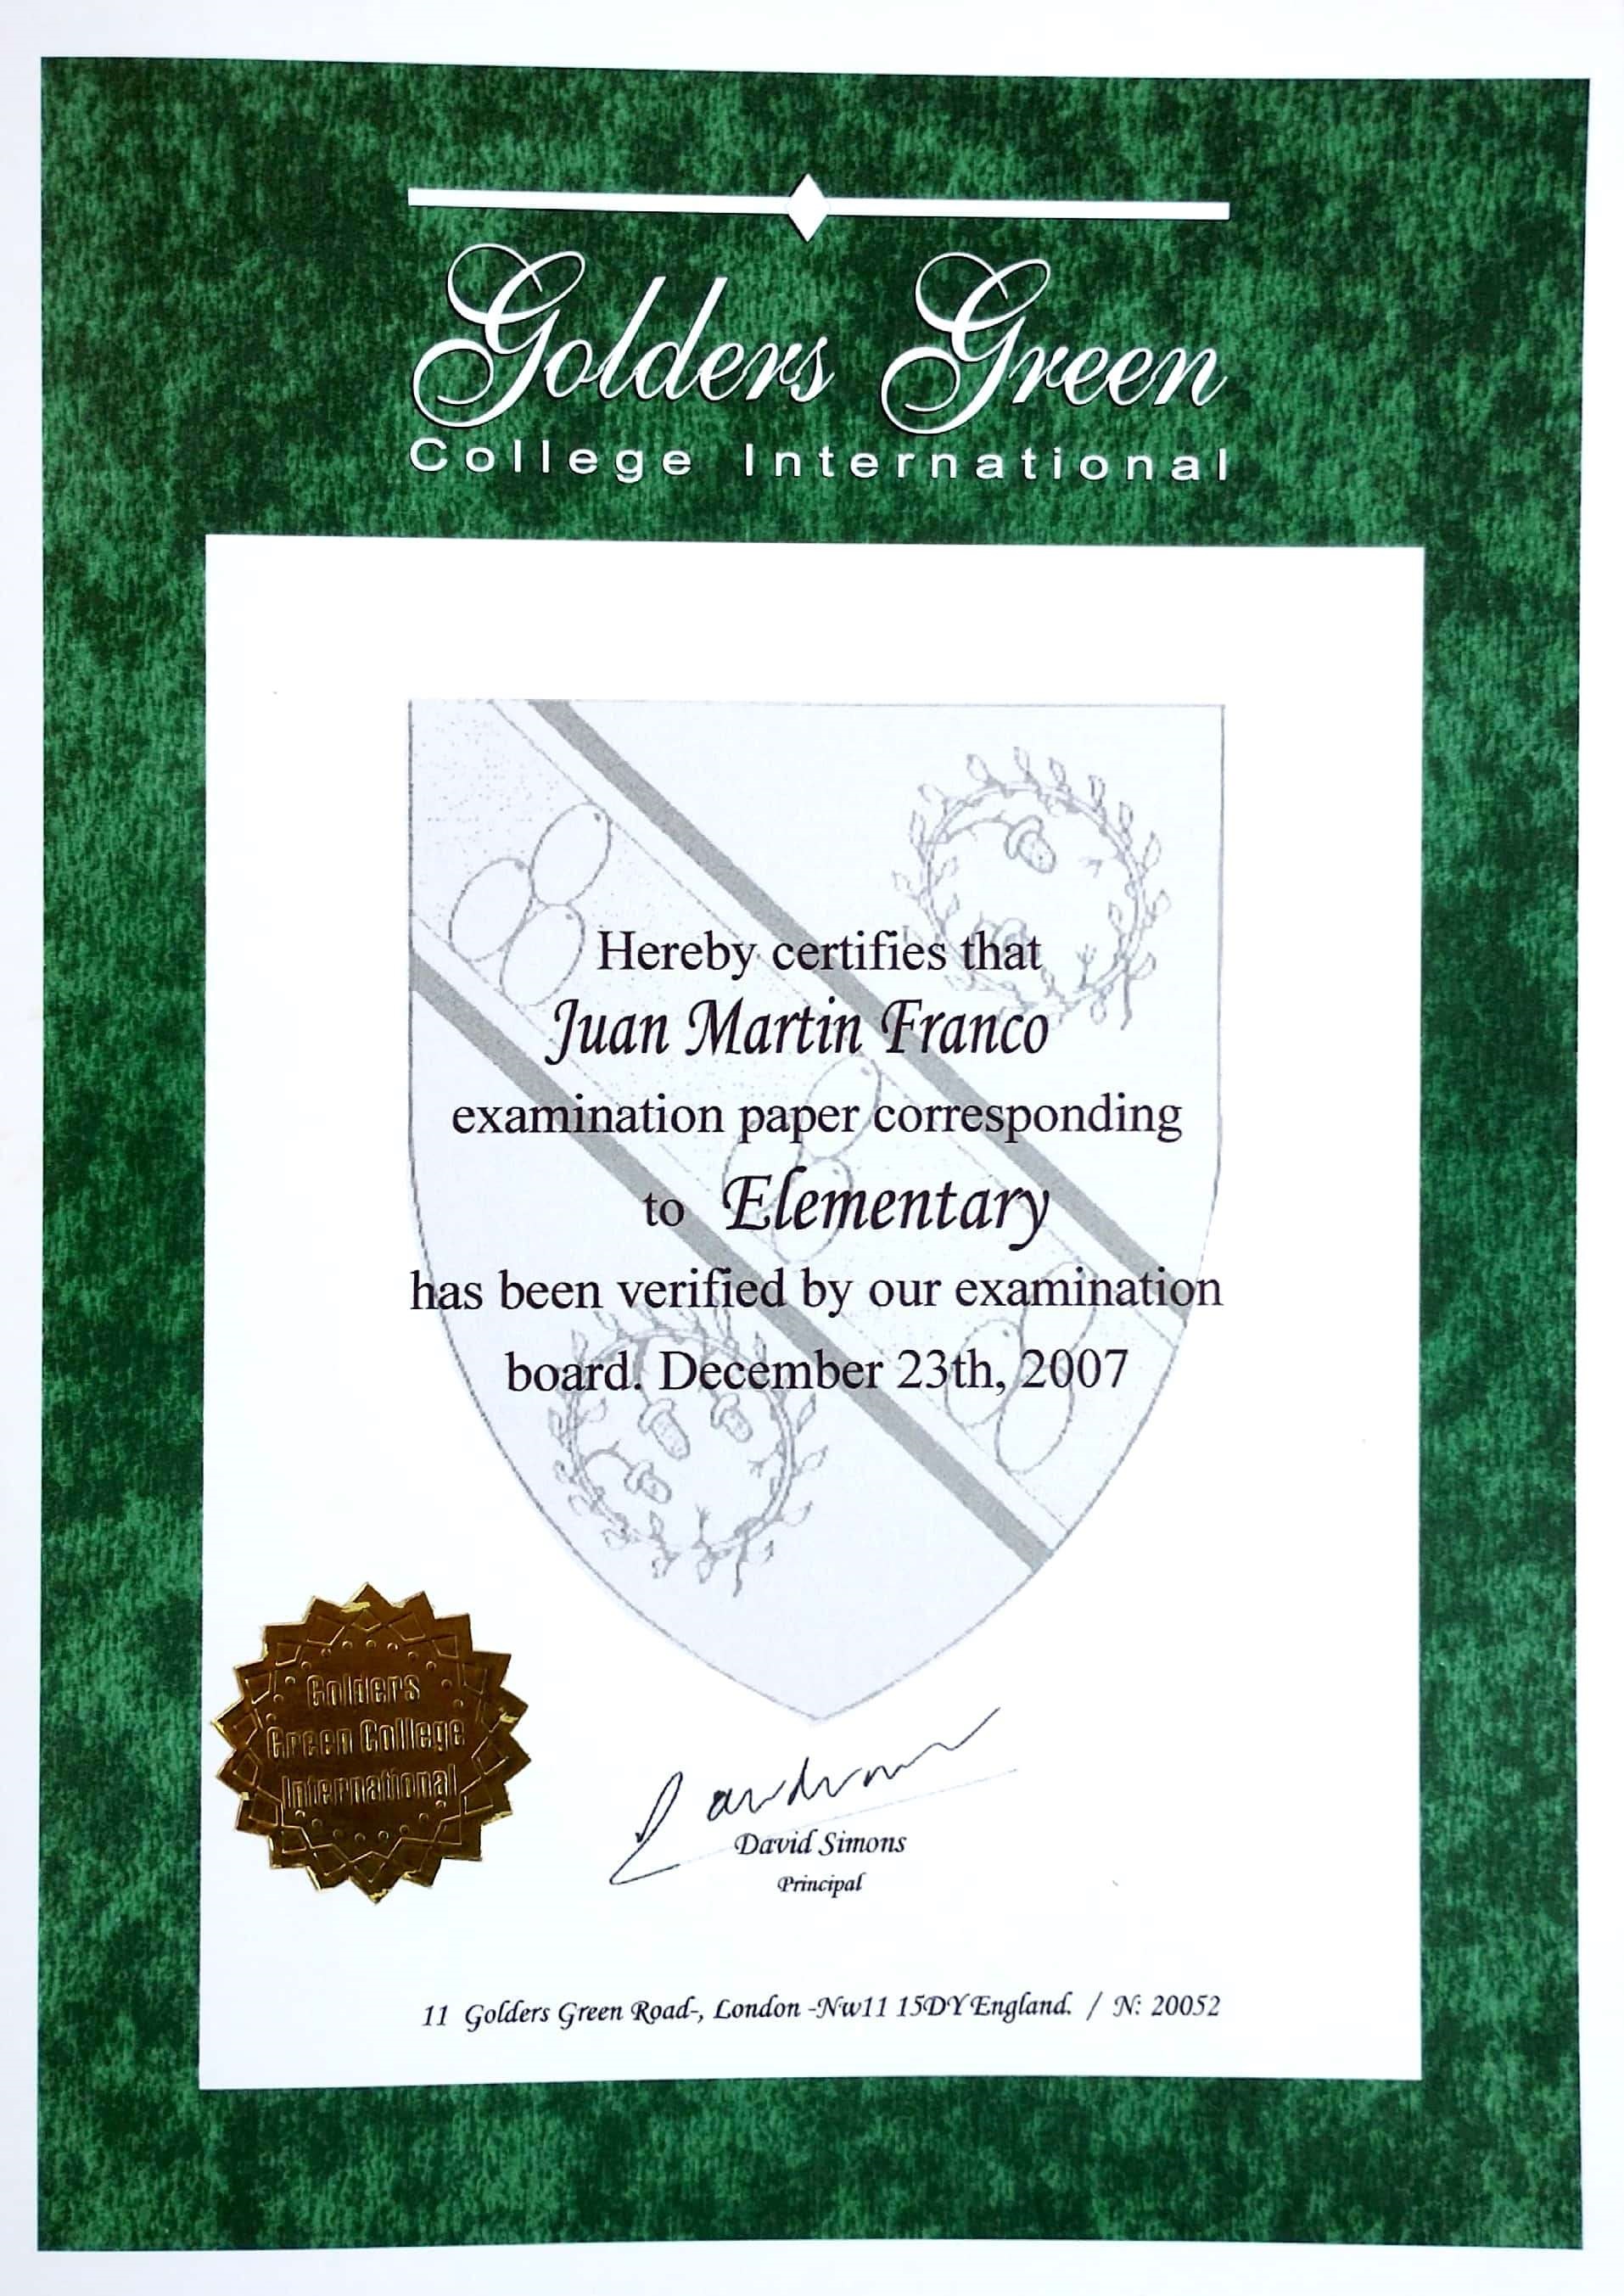 Golders Green
College International
Hereby certifies that
Juan Martin Franco
examination paper corresponding
to Elementary
has been verified by our examination
board. December 23th, 2007
Golders
Green College
International
David Simons
Principal
11 Golders Green Road-, London -Nw11 15DY England. / N: 20052